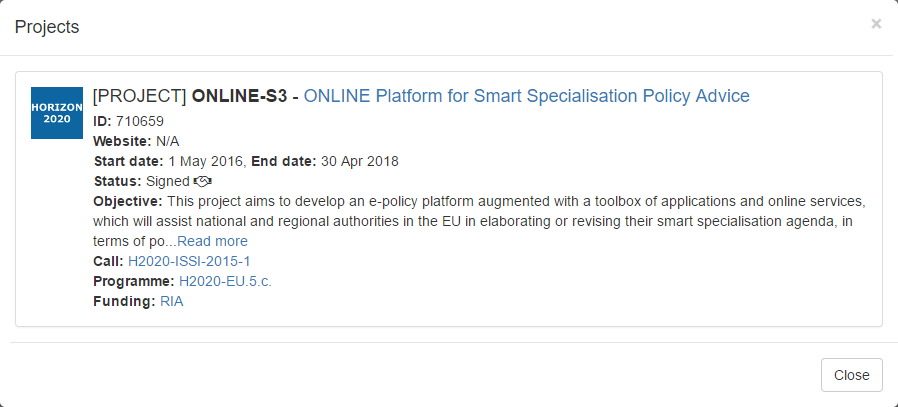 Projects ×
HORIZON
2020
[PROJECT] ONLINE-S3 - ONLINE Platform for Smart Specialisation Policy Advice
ID: 710659
Website: N/A
Start date: 1 May 2016, End date: 30 Apr 2018
Status: Signed
Objective: This project aims to develop an e-policy platform augmented with a toolbox of applications and online services,
which will assist national and regional authorities in the EU in elaborating or revising their smart specialisation agenda, in
terms of po...Read more
Call: H2020-ISSI-2015-1
Programme: H2020-EU.5.c.
Funding: RIA
Close